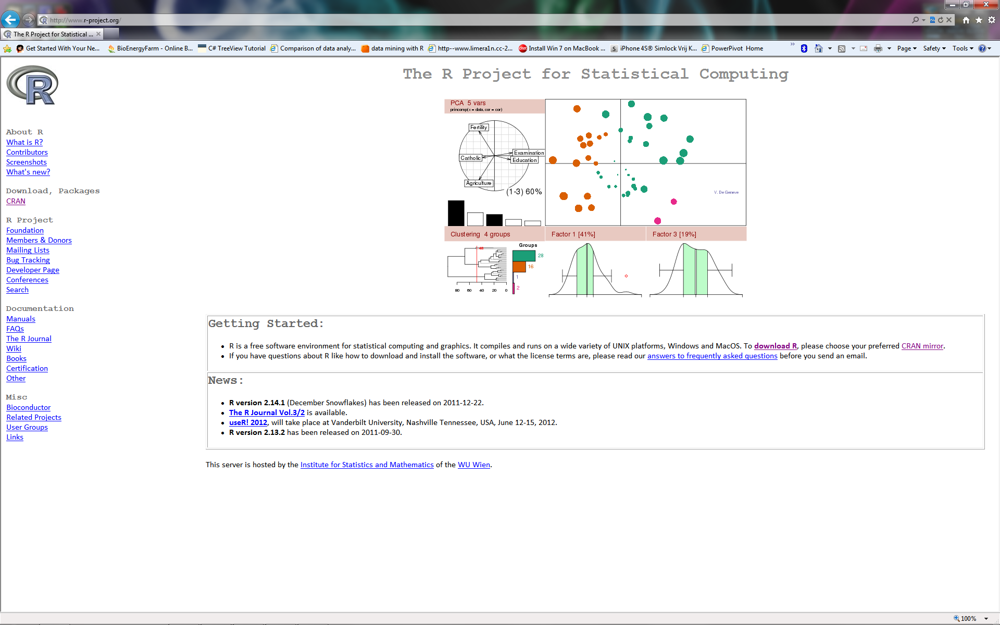 http://www.r-project.org/
The R Project for Statistical ...
Get Started With Your Ne...
BioEnergyFarm - Online B...
C# TreeView Tutorial
Comparison of data analy...
data mining with R
http--www.limera1n.cc-2...
Install Win 7 on MacBook ...
iPhone 4S® Simlock Vrij K...
PowerPivot Home
Page
Safety
Tools
R
The R Project for Statistical Computing
About R
What is R?
Contributors
Screenshots
What's new?
Download, Packages
CRAN
R Project
Foundation
Members & Donors
Mailing Lists
Bug Tracking
Developer Page
Conferences
Search
Documentation
Manuals
FAQs
The R Journal
Wiki
Books
Certification
Other
Misc
Bioconductor
Related Projects
User Groups
Links
PCA 5 vars
princomp(x = data, cor = cor)
Fertility
Examination
Catholic
Education
Agriculture
(1-3) 60%
V. De Geneve
Clustering 4 groups
Factor 1 [41%]
Factor 3 [19%]
Groups
48
28
16
1
2
80 60 40 20 0
Getting Started:
R is a free software environment for statistical computing and graphics. It compiles and runs on a wide variety of UNIX platforms, Windows and MacOS. To download R, please choose your preferred CRAN mirror.
If you have questions about R like how to download and install the software, or what the license terms are, please read our answers to frequently asked questions before you send an email.
News:
R version 2.14.1 (December Snowflakes) has been released on 2011-12-22.
The R Journal Vol.3/2 is available.
useR! 2012, will take place at Vanderbilt University, Nashville Tennessee, USA, June 12-15, 2012.
R version 2.13.2 has been released on 2011-09-30.
This server is hosted by the Institute for Statistics and Mathematics of the WU Wien.
100%